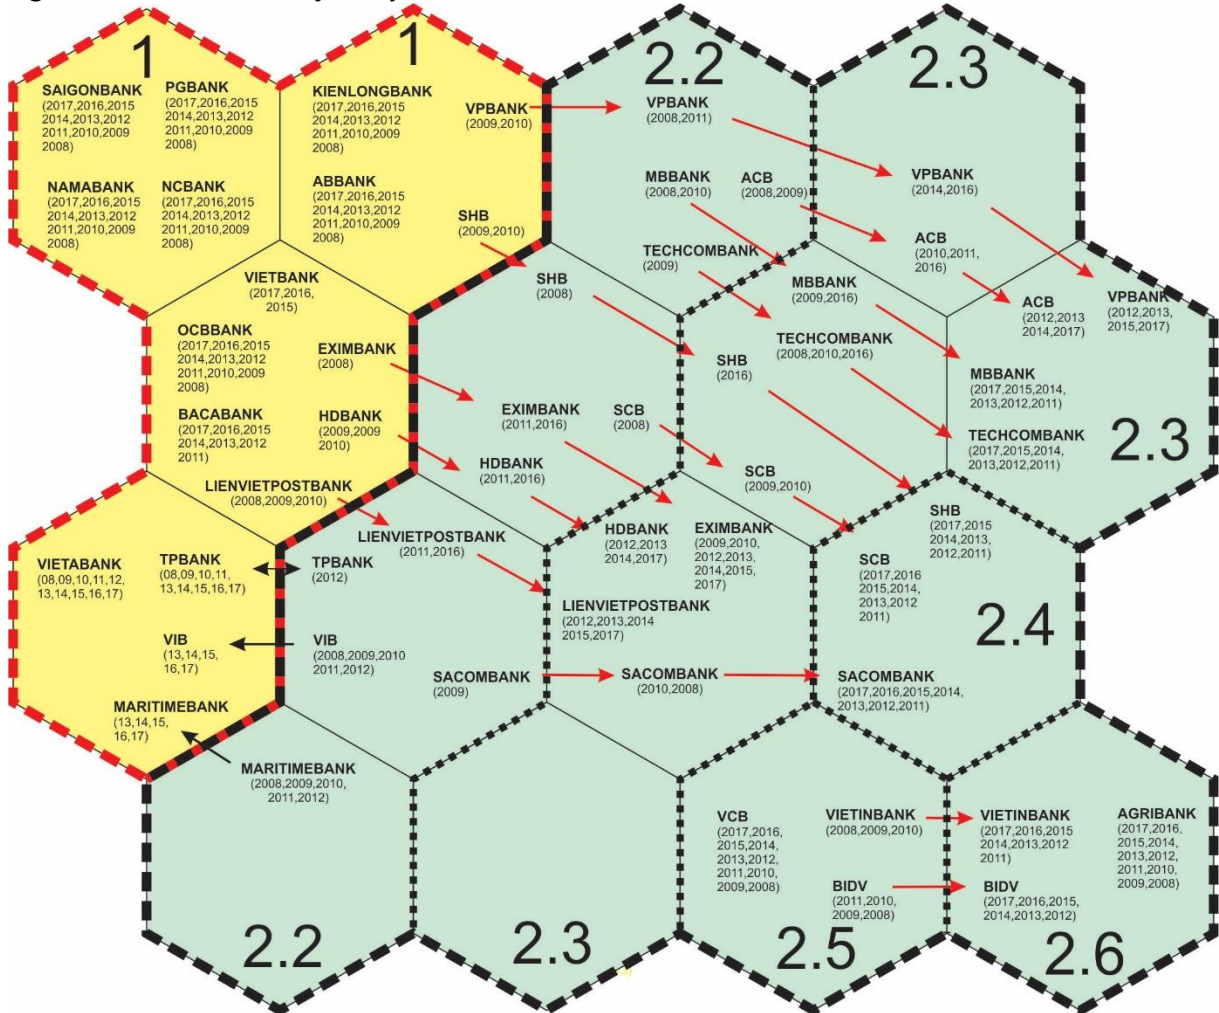 1
1
2.2
2.3
SAIGONBANK
(2017,2016,2015
2014,2013,2012
2011,2010,2009
2008)
PGBANK
(2017,2016,2015
2014,2013,2012
2011,2010,2009
2008)
KIENLONGBANK
(2017,2016,2015
2014,2013,2012
2011,2010,2009
2008)
VPBANK
(2009,2010)
VPBANK
(2008,2011)
VPBANK
(2014,2016)
NAMABANK
(2017,2016,2015
2014,2013,2012
2011,2010,2009
2008)
NCBANK
(2017,2016,2015
2014,2013,2012
2011,2010,2009
2008)
ABBANK
(2017,2016,2015
2014,2013,2012
2011,2010,2009
2008)
SHB
(2009,2010)
MBBANK
(2008,2010)
ACB
(2008,2009)
ACB
(2010,2011,
2016)
TECHCOMBANK
(2009)
VIETBANK
(2017,2016,
2015)
SHB
(2008)
MBBANK
(2009,2016)
ACB
(2012,2013
2014,2017)
VPBANK
(2012,2013,
2015,2017)
OCBBANK
(2017,2016,2015
2014,2013,2012
2011,2010,2009
2008)
EXIMBANK
(2008)
TECHCOMBANK
(2008,2010,2016)
SHB
(2016)
MBBANK
(2017,2015,2014,
2013,2012,2011)
BACABANK
(2017,2016,2015
2014,2013,2012
2011)
HDBANK
(2009,2009
2010)
EXIMBANK
(2011,2016)
SCB
(2008)
TECHCOMBANK
(2017,2015,2014,
2013,2012,2011)
2.3
HDBANK
(2011,2016)
SCB
(2009,2010)
LIENVIETPOSTBANK
(2008,2009,2010)
LIENVIETPOSTBANK
(2011,2016)
HDBANK
(2012,2013
2014,2017)
EXIMBANK
(2009,2010,
2012,2013,
2014,2015,
2017)
SHB
(2017,2015
2014,2013,
2012,2011)
VIETABANK
(08,09,10,11,12,
13,14,15,16,17)
TPBANK
(08,09,10,11,
13,14,15,16,17)
TPBANK
(2012)
SCB
(2017,2016
2015,2014,
2013,2012
2011)
LIENVIETPOSTBANK
(2012,2013,2014
2015,2017)
2.4
VIB
(13,14,15,
16,17)
VIB
(2008,2009,2010
2011,2012)
SACOMBANK
(2009)
SACOMBANK
(2010,2008)
SACOMBANK
(2017,2016,2015,2014,
2013,2012,2011)
MARITIMEBANK
(13,14,15,
16,17)
MARITIMEBANK
(2008,2009,2010,
2011,2012)
VCB
(2017,2016,
2015,2014,
2013,2012,
2011,2010,
2009,2008)
VIETINBANK
(2008,2009,2010)
VIETINBANK
(2017,2016,2015
2014,2013,2012
2011)
AGRIBANK
(2017,2016,
2015,2014,
2013,2012,
2011,2010,
2009,2008)
BIDV
(2011,2010,
2009,2008)
BIDV
(2017,2016,2015,
2014,2013,2012)
2.2
2.3
2.5
2.6